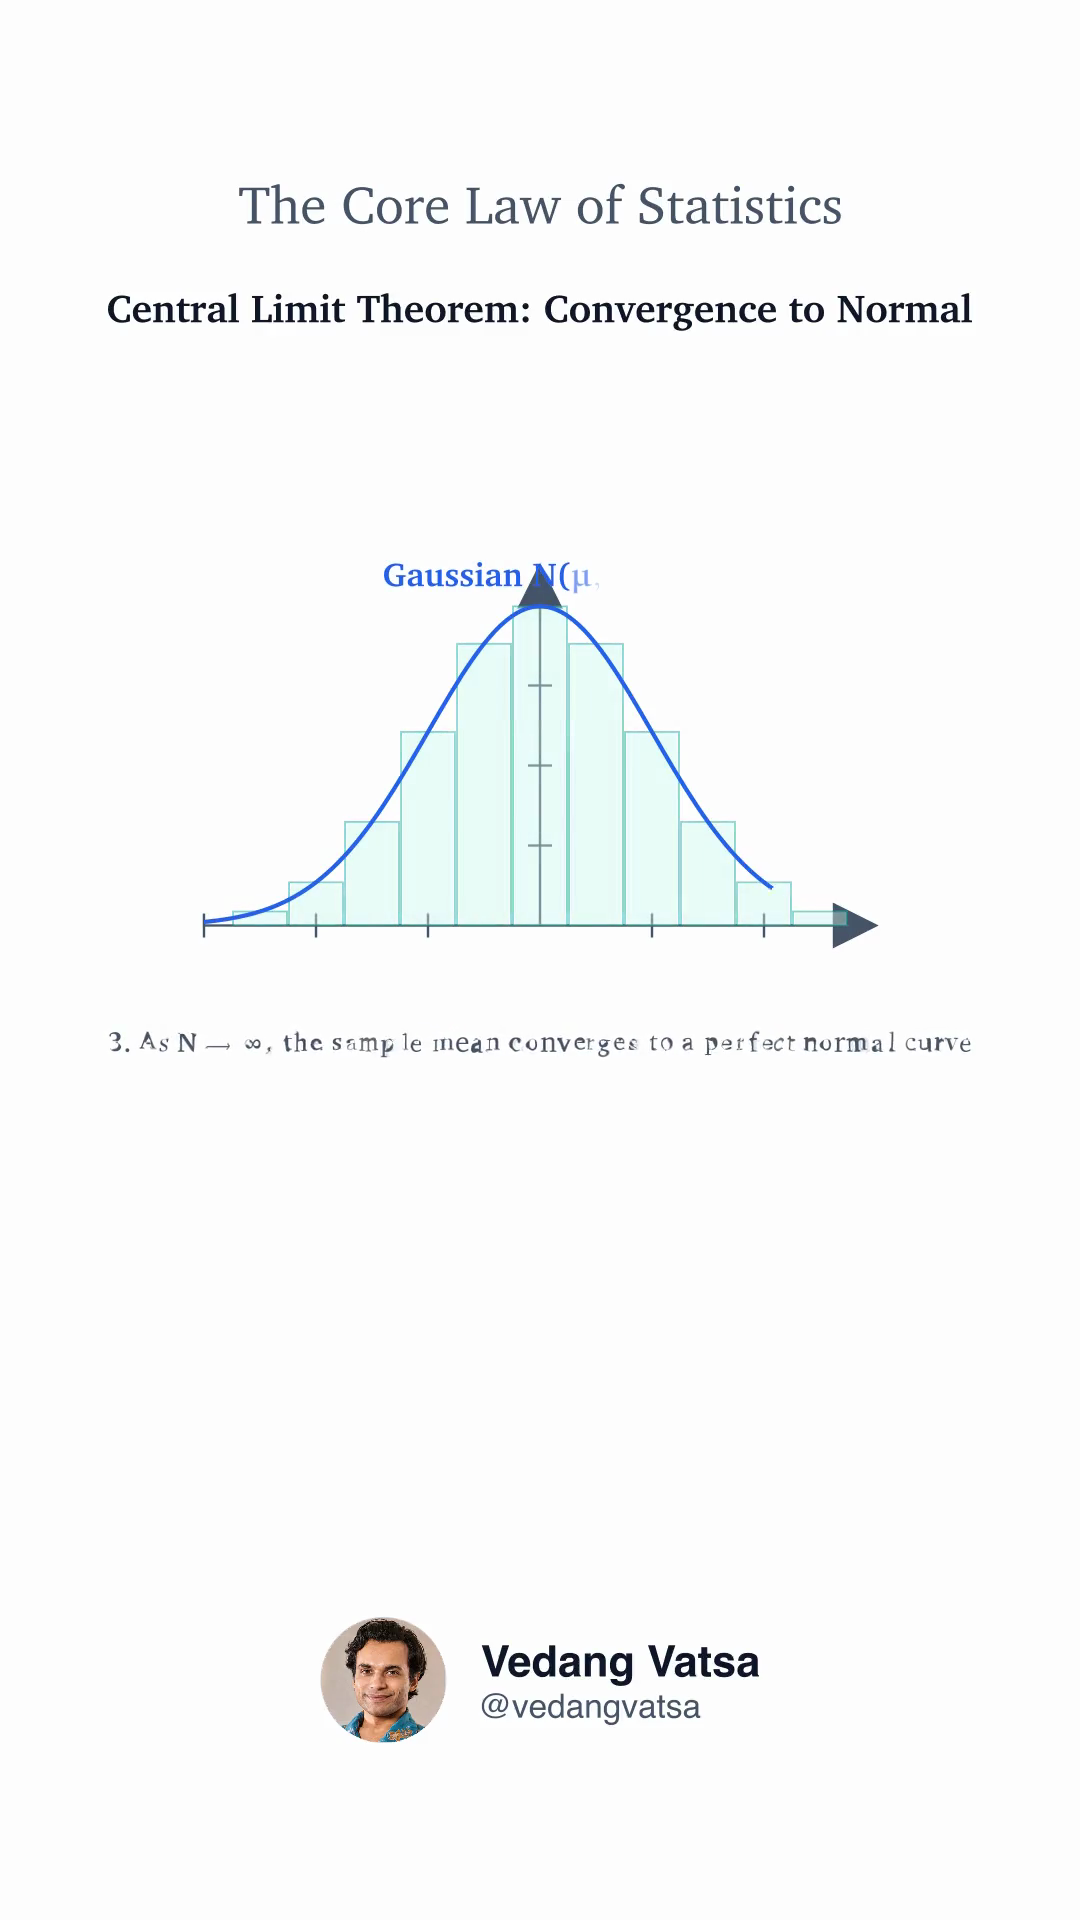 The Core Law of Statistics
Central Limit Theorem: Convergence to Normal
Gaussian N(μ,
3. As N → ∞, the sample mean converges to a perfect normal curve
Vedang Vatsa
@vedangvatsa